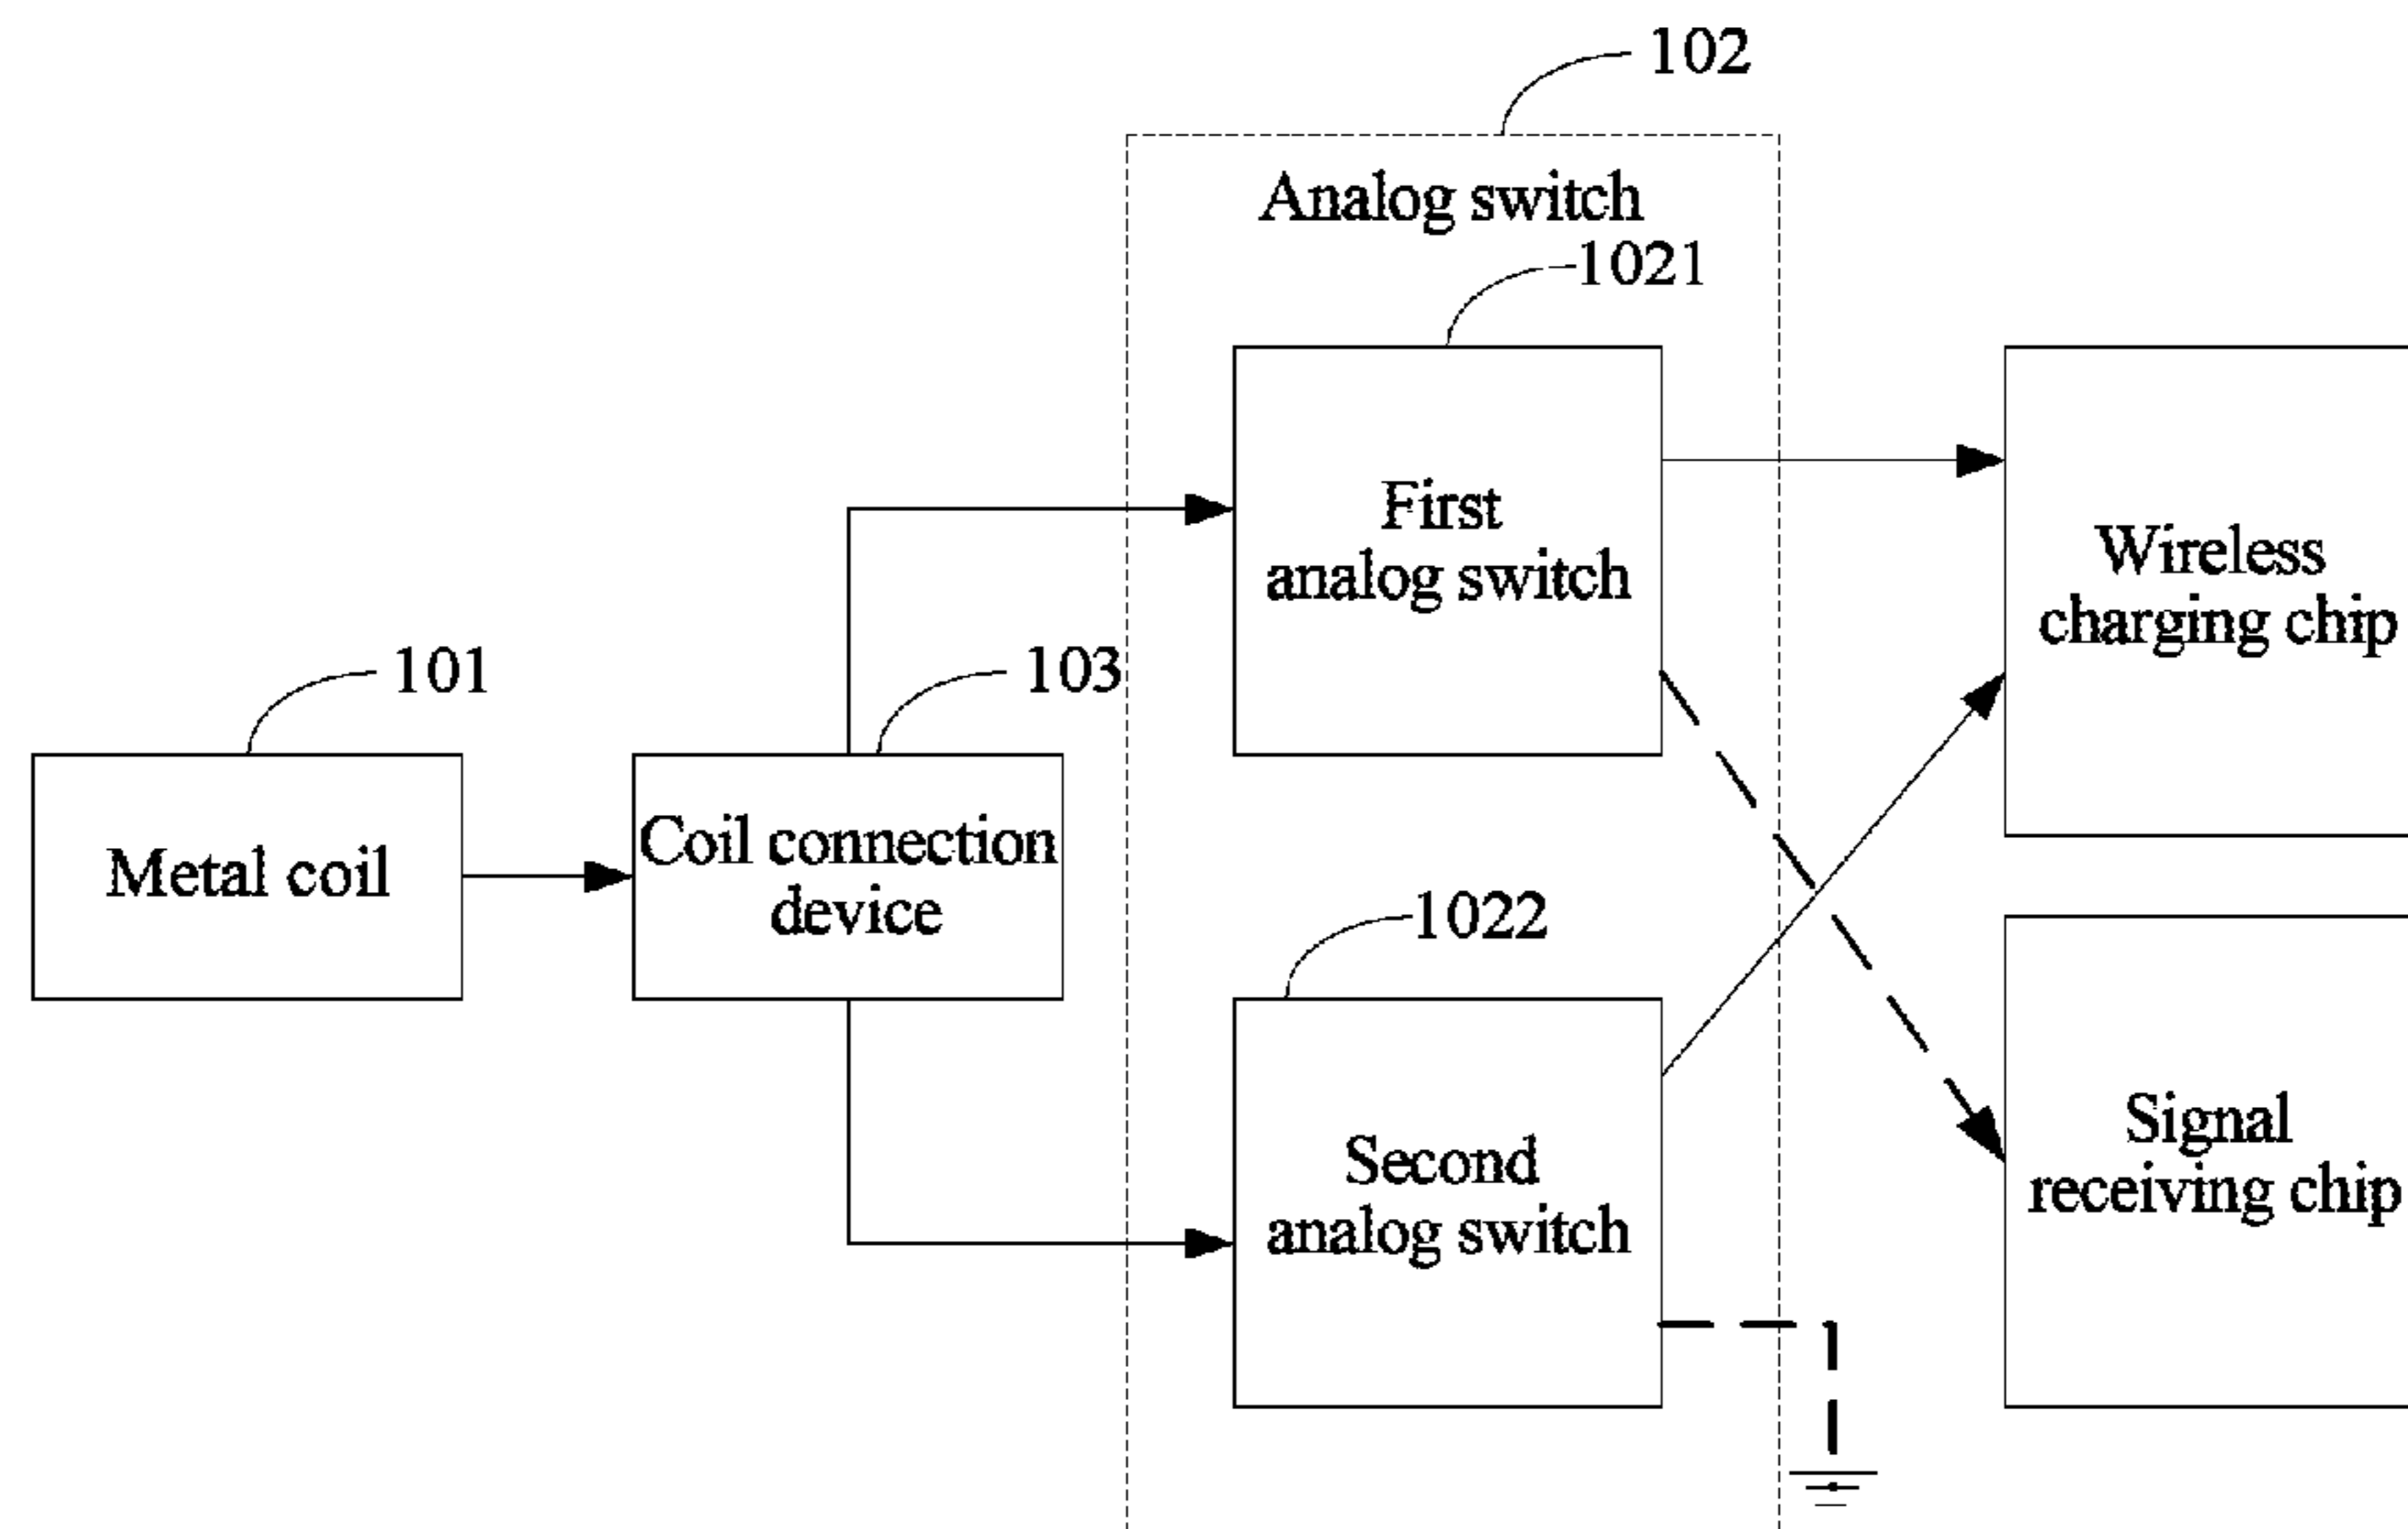 102
Analog switch
1021
First
analog switch
Wireless
charging chip
101
103
Metal coil
Coil connection
device
1022
Second
analog switch
Signal
receiving chip